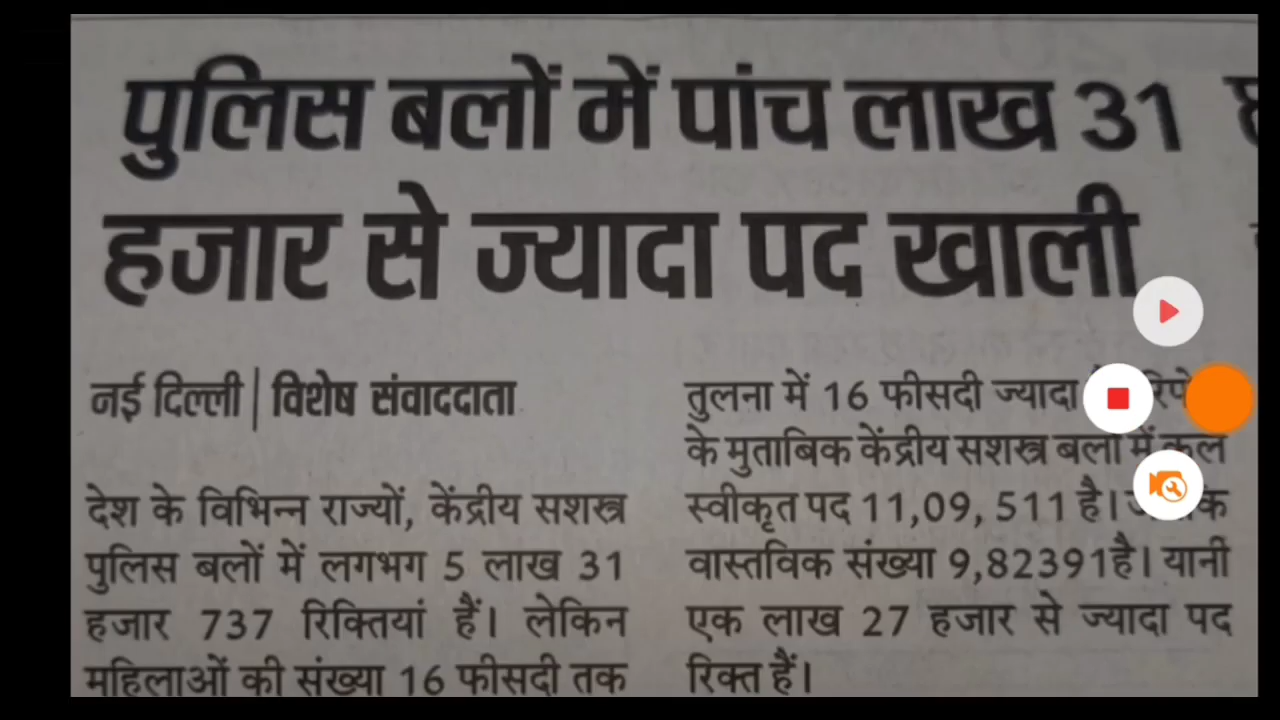 पुलिस बलों में पांच लाख 31
हजार से ज्यादा पद खाली
नई दिल्ली | विशेष संवाददाता
देश के विभिन्न राज्यों, केंद्रीय सशस्त्र
पुलिस बलों में लगभग 5 लाख 31
हजार 737 रिक्तियां हैं। लेकिन
महिलाओं की संख्या 16 फीसदी तक
तुलना में 16 फीसदी ज्यादा
के मुताबिक केंद्रीय सशस्त्र बलों में कुल
स्वीकृत पद 11,09, 511 है।
वास्तविक संख्या 9,82391है। यानी
एक लाख 27 हजार से ज्यादा पद
रिक्त हैं।